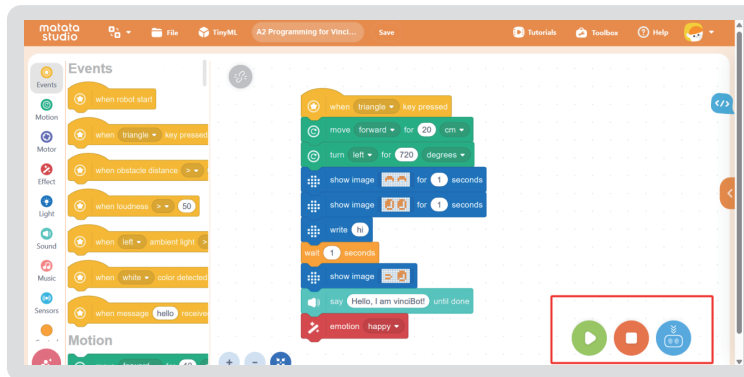 matata studio File TinyML A2 Programming for Vinci... Save Tutorials Toolbox Help
Events
Motion
Motor
Effect
Light
Sound
Music
Sensors
Events
when robot start
when triangle key pressed
when obstacle distance >
when loudness > 50
when left ambient light >
when white color detected
when message hello receive
Motion
when triangle key pressed
move forward for 20 cm
turn left for 720 degrees
show image for 1 seconds
show image for 1 seconds
write hi
wait 1 seconds
show image
say Hello, I am vinciBot! until done
emotion happy